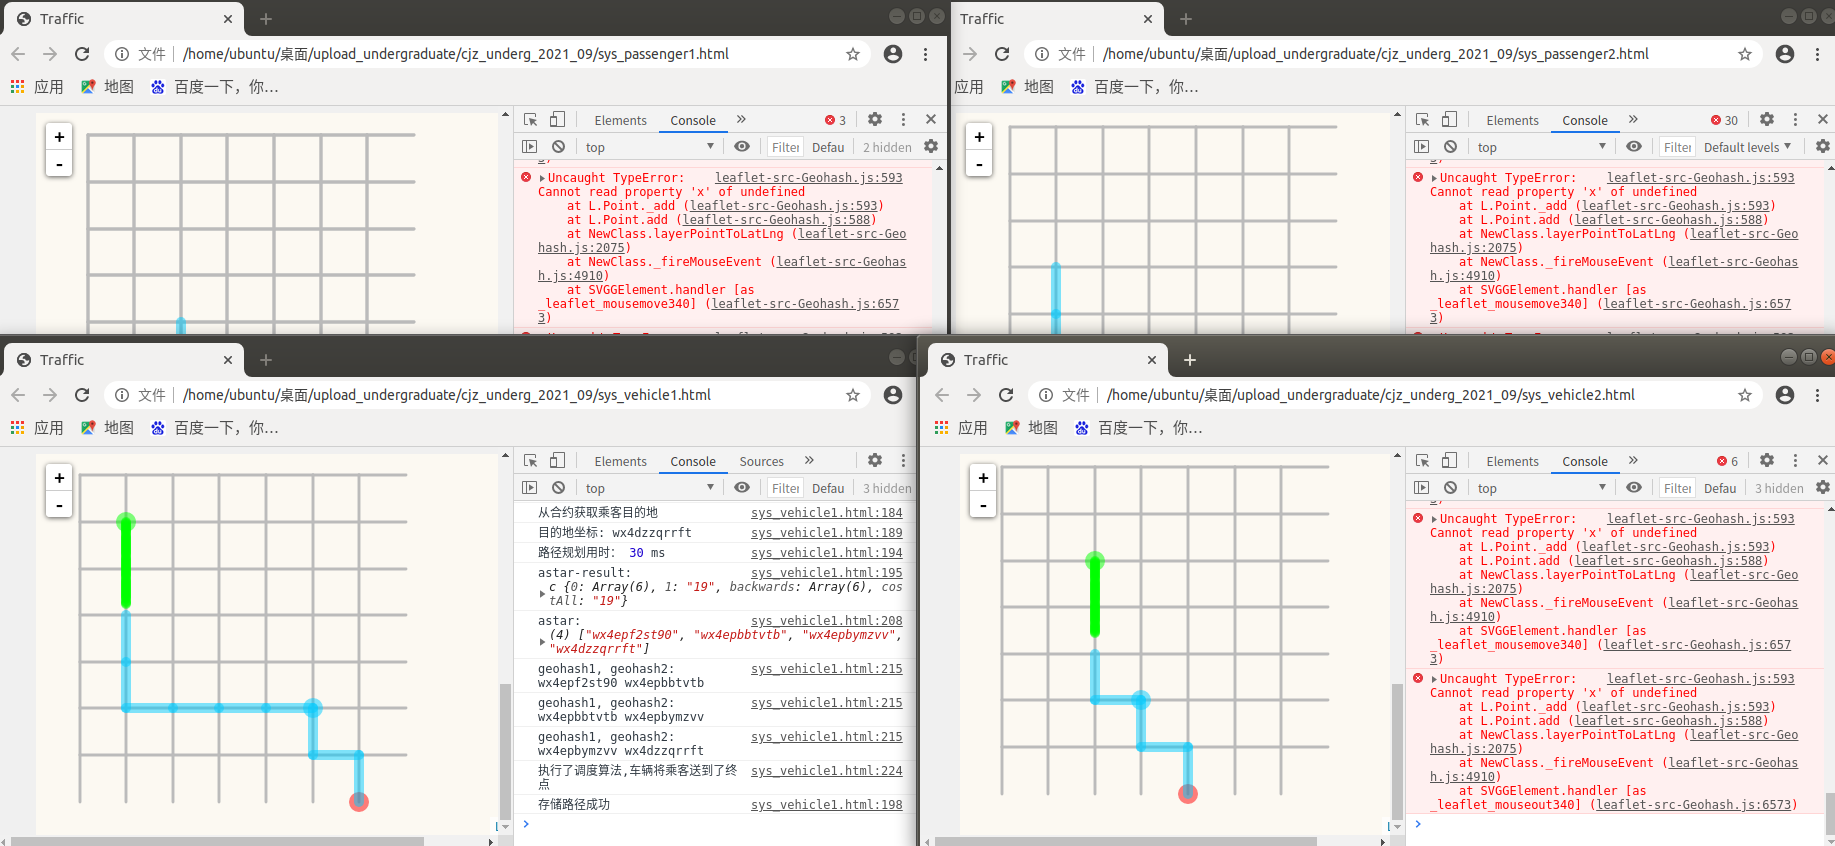 Traffic
文件 /home/ubuntu/桌面/upload_undergraduate/cjz_underg_2021_09/sys_passenger1.html
应用 地图 百度一下，你…
+
-
Elements Console » 3
top Filter Defau 2 hidden
Uncaught TypeError: leaflet-src-Geohash.js:593
Cannot read property 'x' of undefined
at L.Point._add (leaflet-src-Geohash.js:593)
at L.Point.add (leaflet-src-Geohash.js:588)
at NewClass.layerPointToLatLng (leaflet-src-Geo
hash.js:2075)
at NewClass._fireMouseEvent (leaflet-src-Geohas
h.js:4910)
at SVGGElement.handler [as
_leaflet_mousemove340] (leaflet-src-Geohash.js:657
3)
Traffic
文件 /home/ubuntu/桌面/upload_undergraduate/cjz_underg_2021_09/sys_passenger2.html
应用 地图 百度一下，你…
+
-
Elements Console » 30
top Filter Default levels
Uncaught TypeError: leaflet-src-Geohash.js:593
Cannot read property 'x' of undefined
at L.Point._add (leaflet-src-Geohash.js:593)
at L.Point.add (leaflet-src-Geohash.js:588)
at NewClass.layerPointToLatLng (leaflet-src-Geo
hash.js:2075)
at NewClass._fireMouseEvent (leaflet-src-Geohas
h.js:4910)
at SVGGElement.handler [as
_leaflet_mousemove340] (leaflet-src-Geohash.js:657
3)
Traffic
文件 /home/ubuntu/桌面/upload_undergraduate/cjz_underg_2021_09/sys_vehicle1.html
应用 地图 百度一下，你…
+
-
Elements Console Sources »
top Filter Defau 3 hidden
从合约获取乘客目的地 sys_vehicle1.html:184
目的地坐标: wx4dzzqrrft sys_vehicle1.html:189
路径规划用时: 30 ms sys_vehicle1.html:194
astar-result: sys_vehicle1.html:195
c {0: Array(6), 1: "19", backwards: Array(6), cos
tAll: "19"}
astar: sys_vehicle1.html:208
(4) ["wx4epf2st90", "wx4epbbtvtb", "wx4epbymzvv",
"wx4dzzqrrft"]
geohash1, geohash2: sys_vehicle1.html:215
wx4epf2st90 wx4epbbtvtb
geohash1, geohash2: sys_vehicle1.html:215
wx4epbbtvtb wx4epbymzvv
geohash1, geohash2: sys_vehicle1.html:215
wx4epbymzvv wx4dzzqrrft
执行了调度算法,车辆将乘客送到了终 sys_vehicle1.html:224
点
存储路径成功 sys_vehicle1.html:198
Traffic
文件 /home/ubuntu/桌面/upload_undergraduate/cjz_underg_2021_09/sys_vehicle2.html
应用 地图 百度一下，你…
+
-
Elements Console » 6
top Filter Defau 3 hidden
Uncaught TypeError: leaflet-src-Geohash.js:593
Cannot read property 'x' of undefined
at L.Point._add (leaflet-src-Geohash.js:593)
at L.Point.add (leaflet-src-Geohash.js:588)
at NewClass.layerPointToLatLng (leaflet-src-Geo
hash.js:2075)
at NewClass._fireMouseEvent (leaflet-src-Geohas
h.js:4910)
at SVGGElement.handler [as
_leaflet_mousemove340] (leaflet-src-Geohash.js:657
3)
Uncaught TypeError: leaflet-src-Geohash.js:593
Cannot read property 'x' of undefined
at L.Point._add (leaflet-src-Geohash.js:593)
at L.Point.add (leaflet-src-Geohash.js:588)
at NewClass.layerPointToLatLng (leaflet-src-Geo
hash.js:2075)
at NewClass._fireMouseEvent (leaflet-src-Geohas
h.js:4910)
at SVGGElement.handler [as
_leaflet_mouseout340] (leaflet-src-Geohash.js:6573)